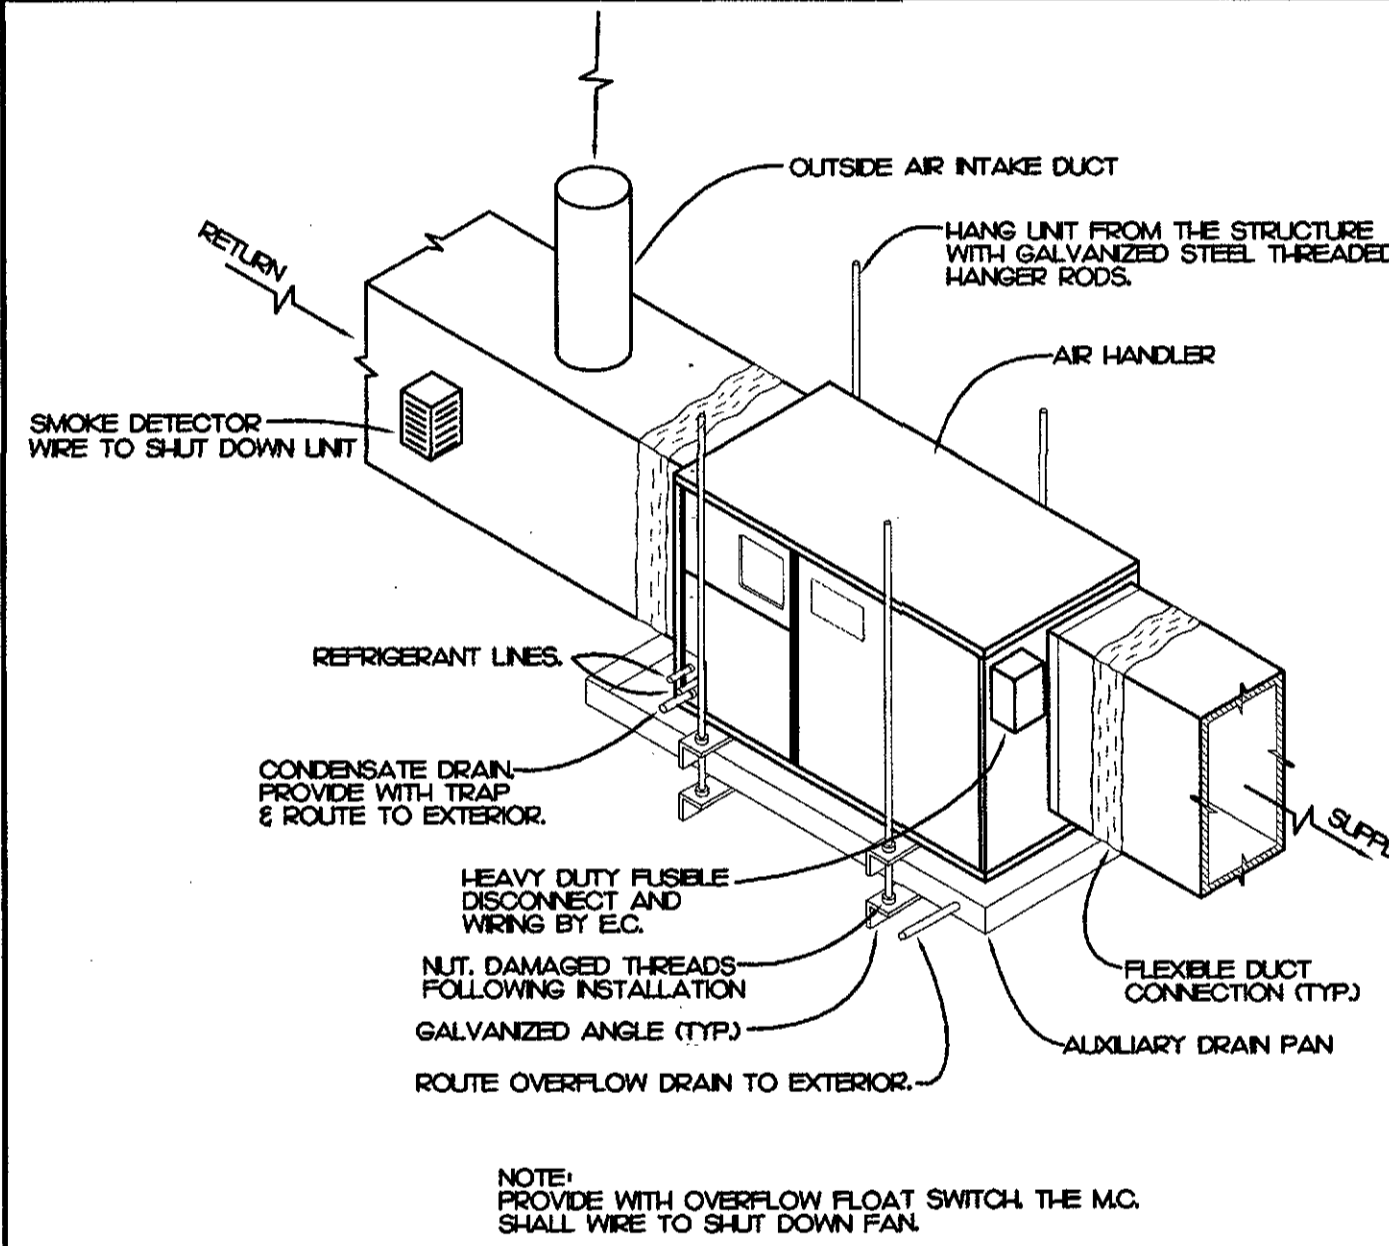 OUTSIDE AIR INTAKE DUCT
RETURN
HANG UNIT FROM THE STRUCTURE
WITH GALVANIZED STEEL THREADED
HANGER RODS.
AIR HANDLER
SMOKE DETECTOR
WIRE TO SHUT DOWN UNIT
REFRIGERANT LINES.
CONDENSATE DRAIN.
PROVIDE WITH TRAP
& ROUTE TO EXTERIOR.
SUPPL
HEAVY DUTY FUSIBLE
DISCONNECT AND
WIRING BY E.C.
NUT. DAMAGED THREADS
FOLLOWING INSTALLATION
FLEXIBLE DUCT
CONNECTION (TYP.)
GALVANIZED ANGLE (TYP.)
AUXILIARY DRAIN PAN
ROUTE OVERFLOW DRAIN TO EXTERIOR.
NOTE:
PROVIDE WITH OVERFLOW FLOAT SWITCH. THE M.C.
SHALL WIRE TO SHUT DOWN FAN.